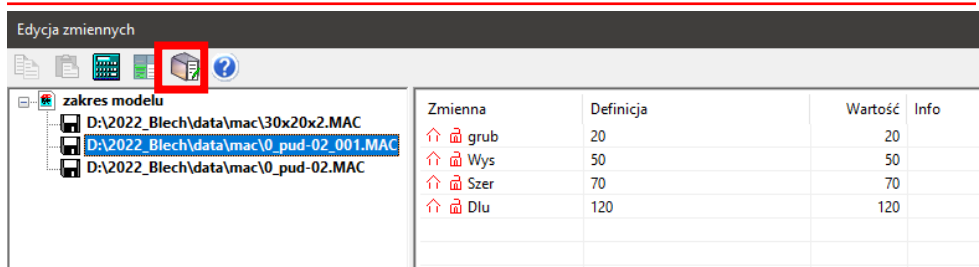 Edycja zmiennych
zakres modelu
D:\2022_Blech\data\mac\30x20x2.MAC
D:\2022_Blech\data\mac\0_pud-02_001.MAC
D:\2022_Blech\data\mac\0_pud-02.MAC
Zmienna Definicja Wartość Info
grub 20 20
Wys 50 50
Szer 70 70
Dlu 120 120